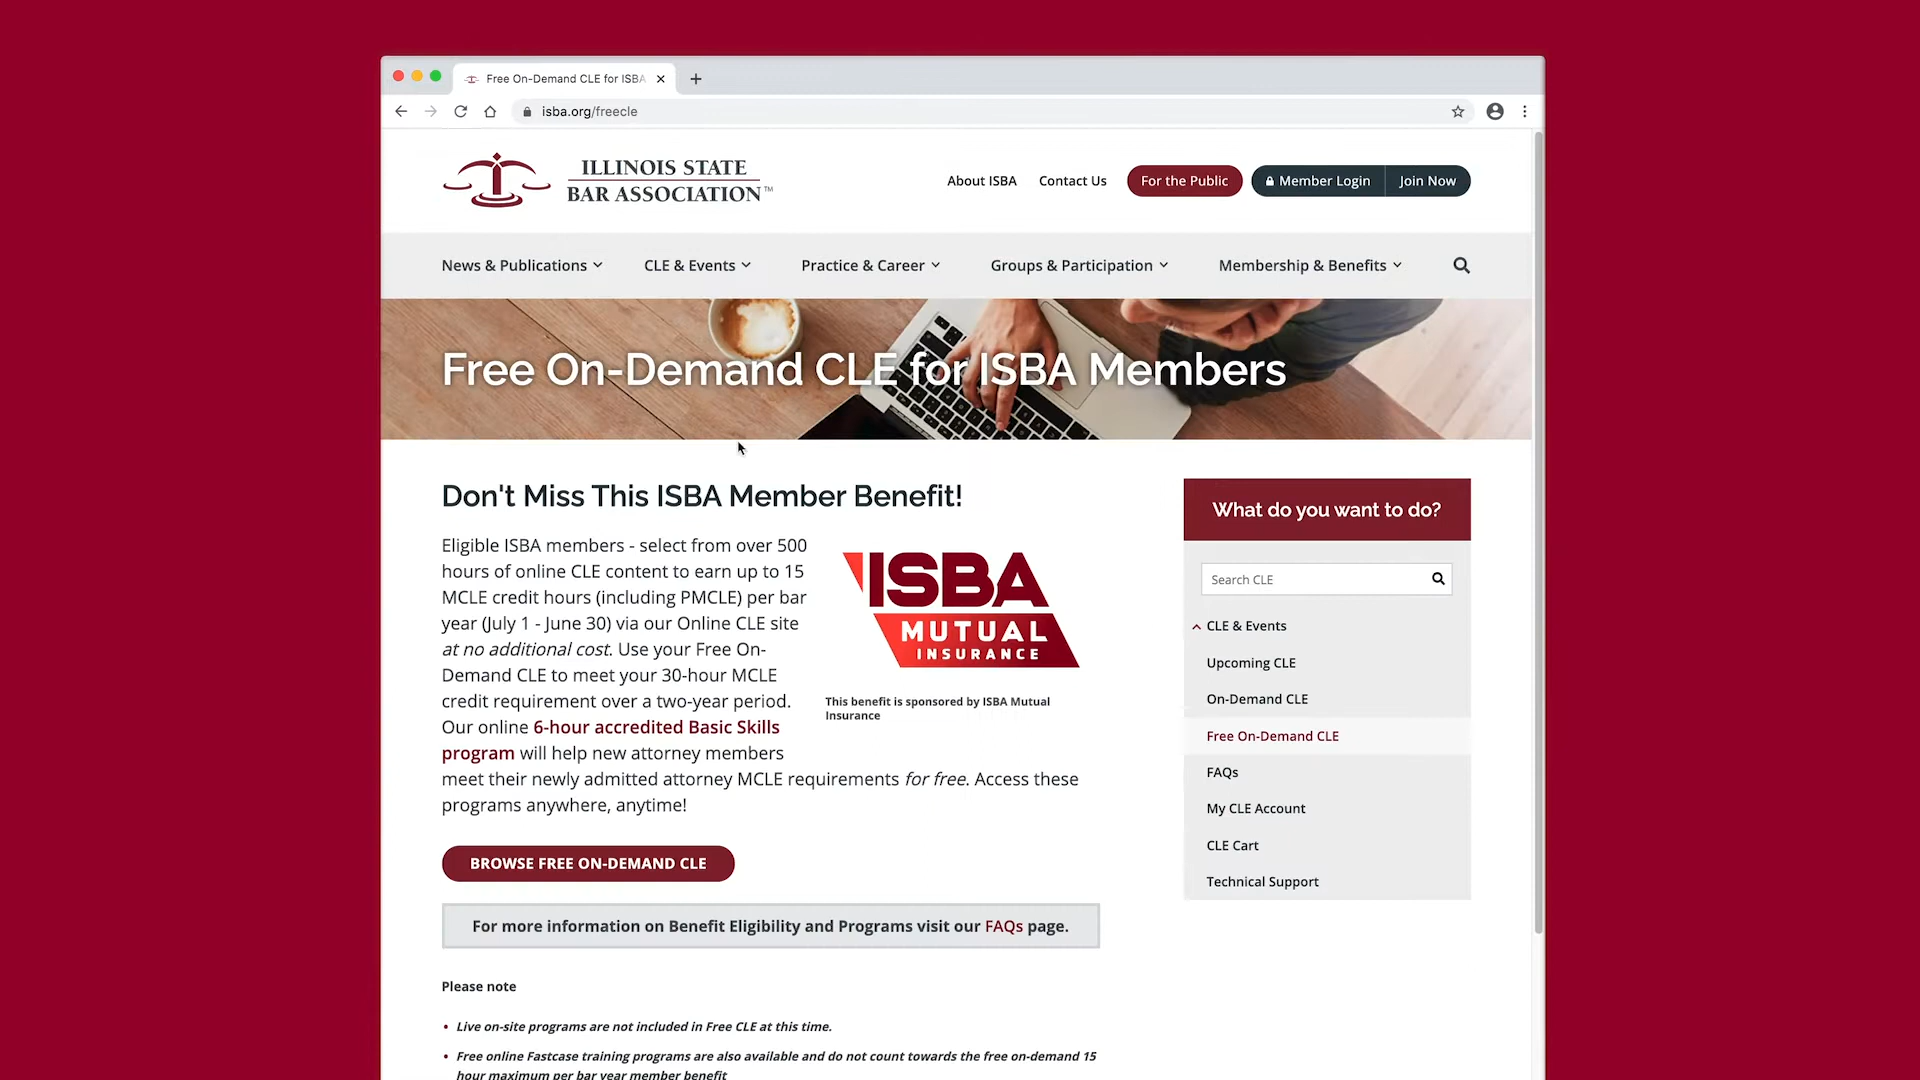 Free On-Demand CLE for ISBA
isba.org/freecle
ILLINOIS STATE
BAR ASSOCIATION™
About ISBA
Contact Us
For the Public
Member Login
Join Now
News & Publications
CLE & Events
Practice & Career
Groups & Participation
Membership & Benefits
Free On-Demand CLE for ISBA Members
Don't Miss This ISBA Member Benefit!
Eligible ISBA members - select from over 500
hours of online CLE content to earn up to 15
MCLE credit hours (including PMCLE) per bar
year (July 1 - June 30) via our Online CLE site
at no additional cost. Use your Free On-
Demand CLE to meet your 30-hour MCLE
credit requirement over a two-year period.
Our online 6-hour accredited Basic Skills
program will help new attorney members
meet their newly admitted attorney MCLE requirements for free. Access these
programs anywhere, anytime!
ISBA
MUTUAL
INSURANCE
This benefit is sponsored by ISBA Mutual
Insurance
BROWSE FREE ON-DEMAND CLE
For more information on Benefit Eligibility and Programs visit our FAQs page.
Please note
• Live on-site programs are not included in Free CLE at this time.
• Free online Fastcase training programs are also available and do not count towards the free on-demand 15
hour maximum per bar year member benefit
What do you want to do?
Search CLE
CLE & Events
Upcoming CLE
On-Demand CLE
Free On-Demand CLE
FAQs
My CLE Account
CLE Cart
Technical Support